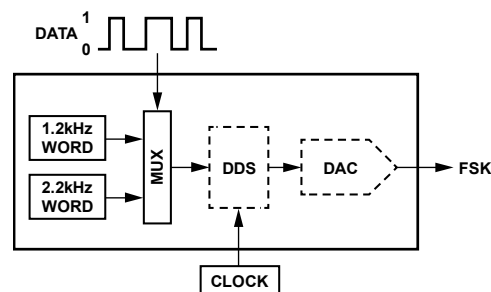 DATA
1
0
1.2kHz
WORD
2.2kHz
WORD
MUX
DDS
DAC
FSK
CLOCK